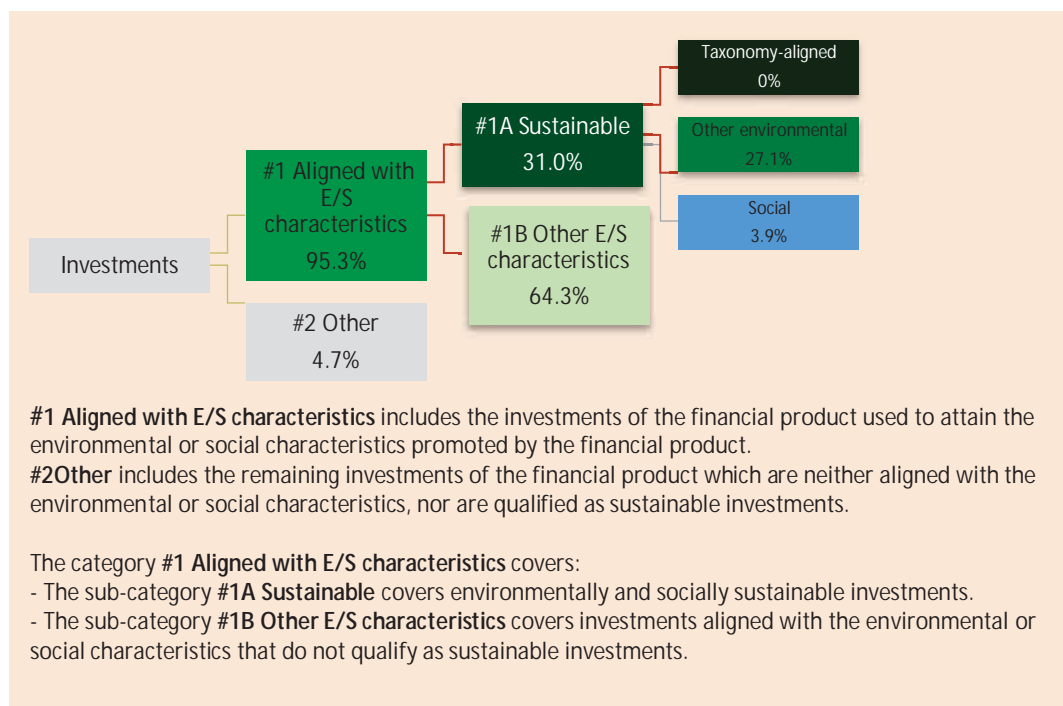 Taxonomy-aligned
0%
#1A Sustainable
31.0%
Other environmental
27.1%
#1 Aligned with
E/S
characteristics
95.3%
Social
3.9%
#1B Other E/S
characteristics
64.3%
Investments
#2 Other
4.7%
#1 Aligned with E/S characteristics includes the investments of the financial product used to attain the
environmental or social characteristics promoted by the financial product.
#2Other includes the remaining investments of the financial product which are neither aligned with the
environmental or social characteristics, nor are qualified as sustainable investments.
The category #1 Aligned with E/S characteristics covers:
- The sub-category #1A Sustainable covers environmentally and socially sustainable investments.
- The sub-category #1B Other E/S characteristics covers investments aligned with the environmental or
social characteristics that do not qualify as sustainable investments.